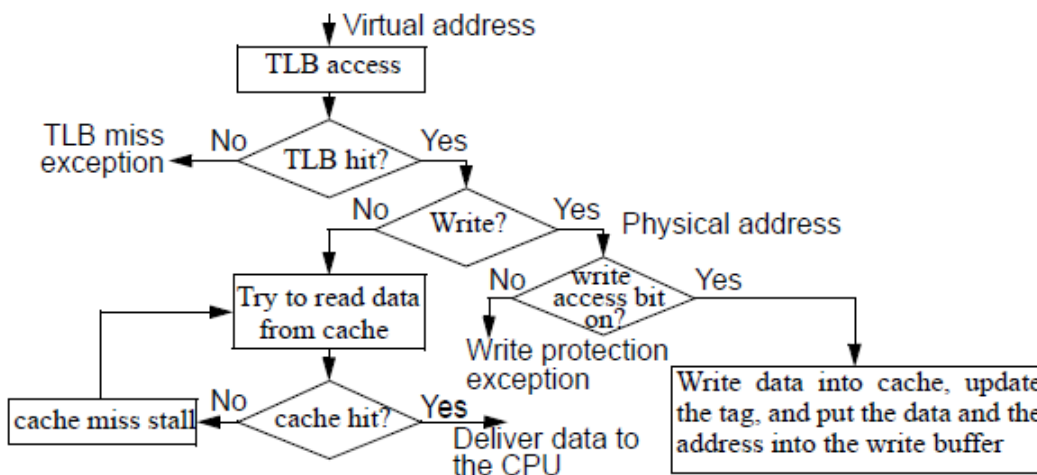 Virtual address
TLB access
TLB miss
exception
No
TLB hit?
Yes
No
Write?
Yes
Physical address
Try to read data
from cache
No
write
access bit
on?
Yes
Write protection
exception
Write data into cache, update
the tag, and put the data and the
address into the write buffer
cache miss stall
No
cache hit?
Yes
Deliver data to
the CPU